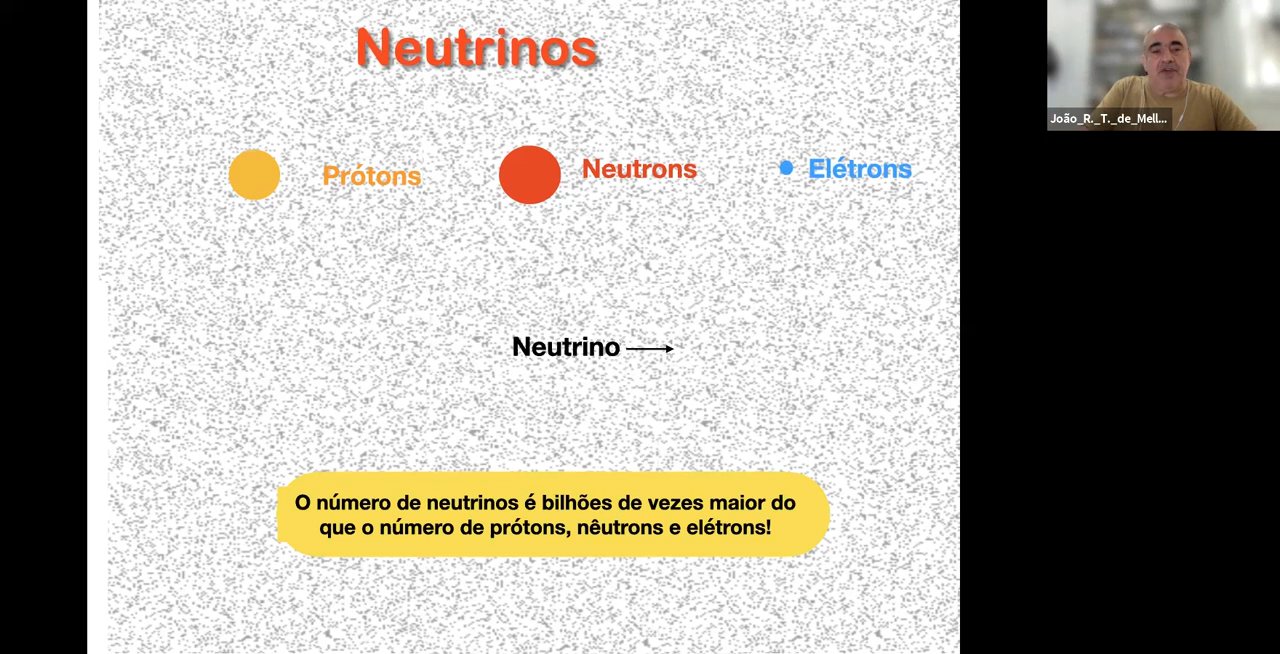 Neutrinos
Prótons
Neutrons
Elétrons
Neutrino
O número de neutrinos é bilhões de vezes maior do
que o número de prótons, nêutrons e elétrons!
João_R._T._de_Mell...